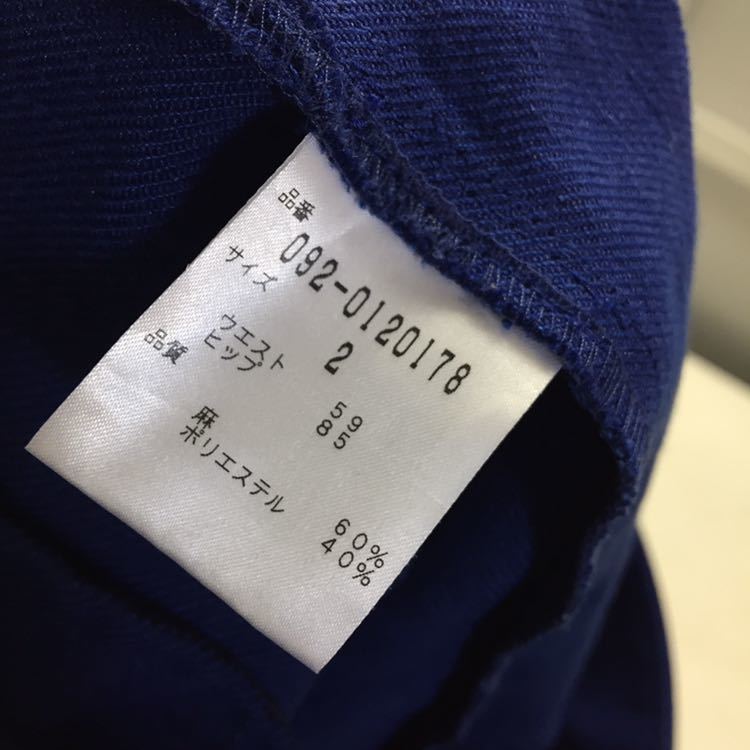 品番 092-0120178
サイズ 2
ウエスト 59
ヒップ 85
品質
麻 60%
ポリエステル 40%